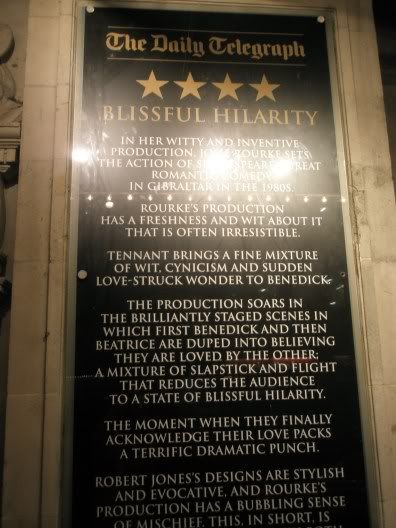 The Daily Telegraph
BLISSFUL HILARITY
IN HER WITTY AND INVENTIVE
PRODUCTION, ROURKE SETS
THE ACTION OF GREAT
ROMANTIC COMEDY
IN GIBRALTAR IN THE 1980S.
ROURKE'S PRODUCTION
HAS A FRESHNESS AND WIT ABOUT IT
THAT IS OFTEN IRRESISTIBLE.
TENNANT BRINGS A FINE MIXTURE
OF WIT, CYNICISM AND SUDDEN
LOVE-STRUCK WONDER TO BENEDICK.
THE PRODUCTION SOARS IN
THE BRILLIANTLY STAGED SCENES IN
WHICH FIRST BENEDICK AND THEN
BEATRICE ARE DUPED INTO BELIEVING
THEY ARE LOVED BY THE OTHER;
A MIXTURE OF SLAPSTICK AND FLIGHT
THAT REDUCES THE AUDIENCE
TO A STATE OF BLISSFUL HILARITY.
THE MOMENT WHEN THEY FINALLY
ACKNOWLEDGE THEIR LOVE PACKS
A TERRIFIC DRAMATIC PUNCH.
ROBERT JONES'S DESIGNS ARE STYLISH
AND EVOCATIVE, AND ROURKE'S
PRODUCTION HAS A BUBBLING SENSE
OF MISCHIEF. THIS, IN SHORT, IS